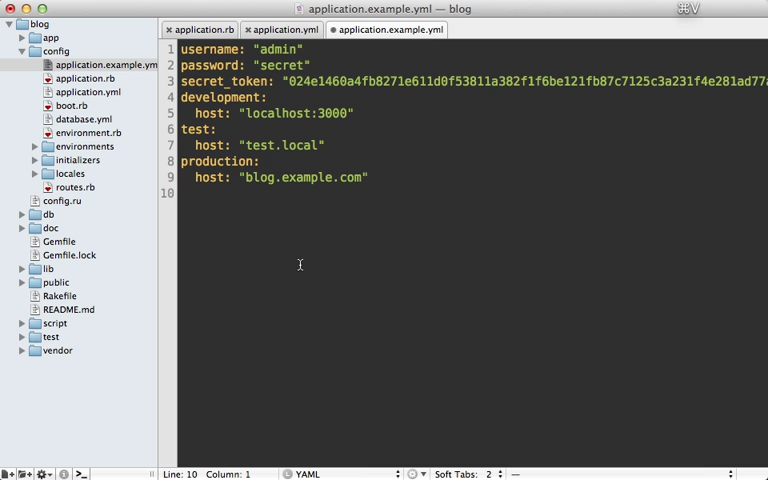 application.example.yml — blog
⌘V
blog
app
config
application.example.ym
application.rb
application.yml
boot.rb
database.yml
environment.rb
environments
initializers
locales
routes.rb
config.ru
db
doc
Gemfile
Gemfile.lock
lib
public
Rakefile
README.md
script
test
vendor
application.rb
application.yml
application.example.yml
1 username: "admin"
2 password: "secret"
3 secret_token: "024e1460a4fb8271e611d0f53811a382f1f6be121fb87c7125c3a231f4e281ad77a
4 development:
5 host: "localhost:3000"
6 test:
7 host: "test.local"
8 production:
9 host: "blog.example.com"
10
Line: 10 Column: 1
YAML
Soft Tabs: 2
—